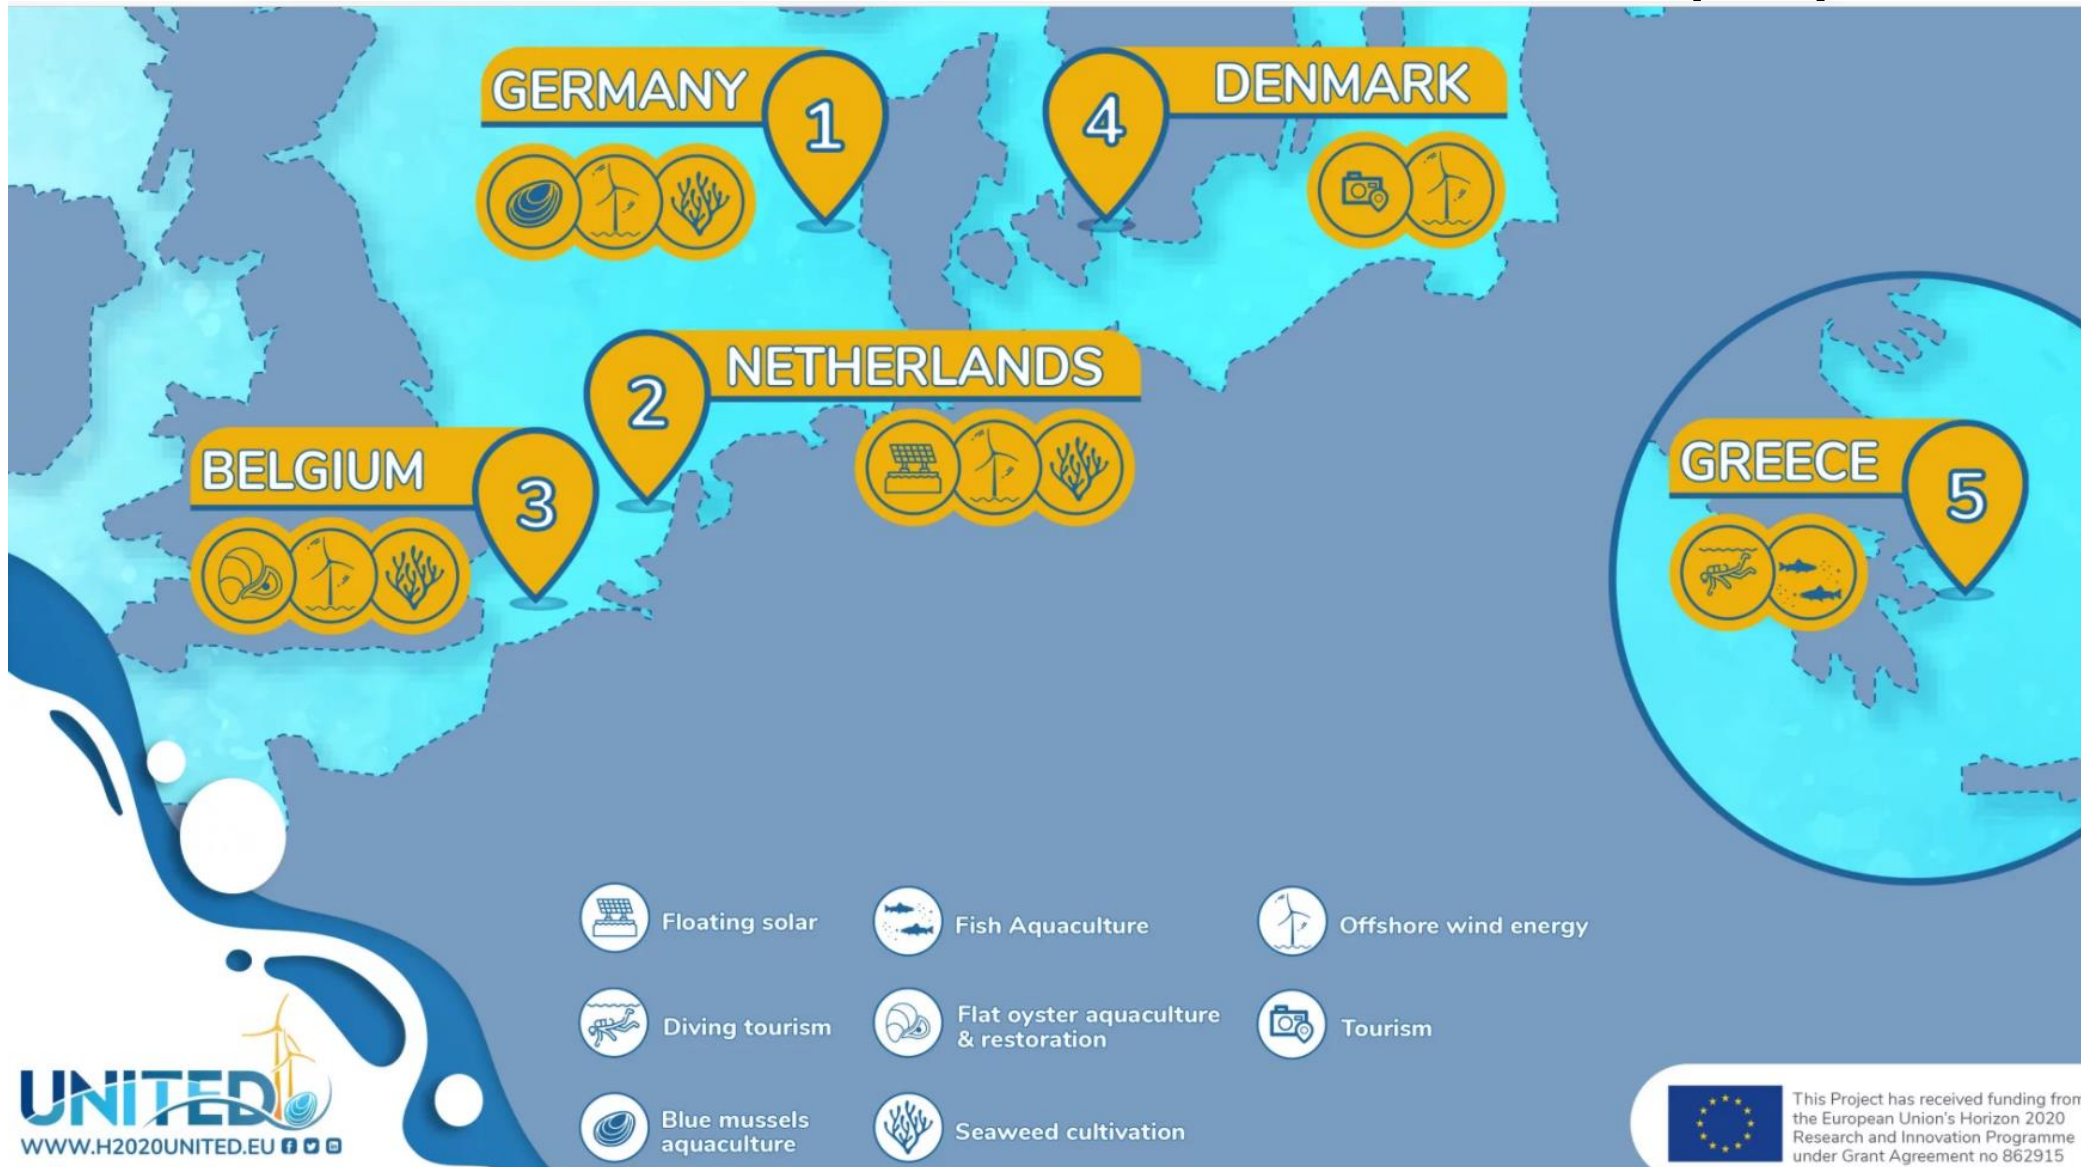 GERMANY
1
4
DENMARK
2
NETHERLANDS
BELGIUM
3
GREECE
5
Floating solar
Fish Aquaculture
Offshore wind energy
Diving tourism
Flat oyster aquaculture
& restoration
Tourism
Blue mussels
aquaculture
Seaweed cultivation
UNITED
WWW.H2020UNITED.EU
This Project has received funding from
the European Union's Horizon 2020
Research and Innovation Programme
under Grant Agreement no 862915